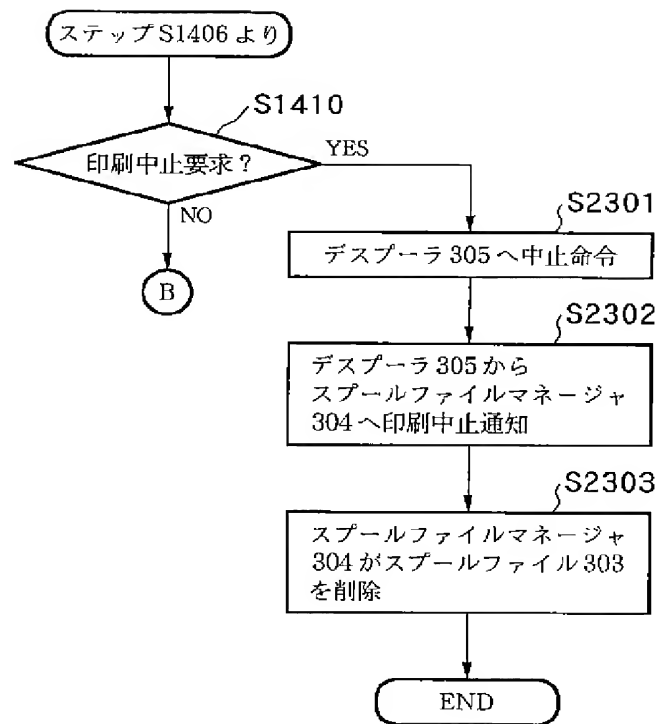 ステップS1406より
S1410
印刷中止要求？
YES
NO
B
S2301
デスプーラ305へ中止命令
S2302
デスプーラ305から
スプールファイルマネージャ
304へ印刷中止通知
S2303
スプールファイルマネージャ
304がスプールファイル303
を削除
END